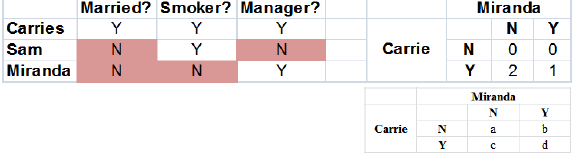 Married? Smoker? Manager?
Carries Y Y Y
Sam N Y N
Miranda N N Y
Miranda
N Y
Carrie N 0 0
Y 2 1
Miranda
N Y
Carrie N a b
Y c d